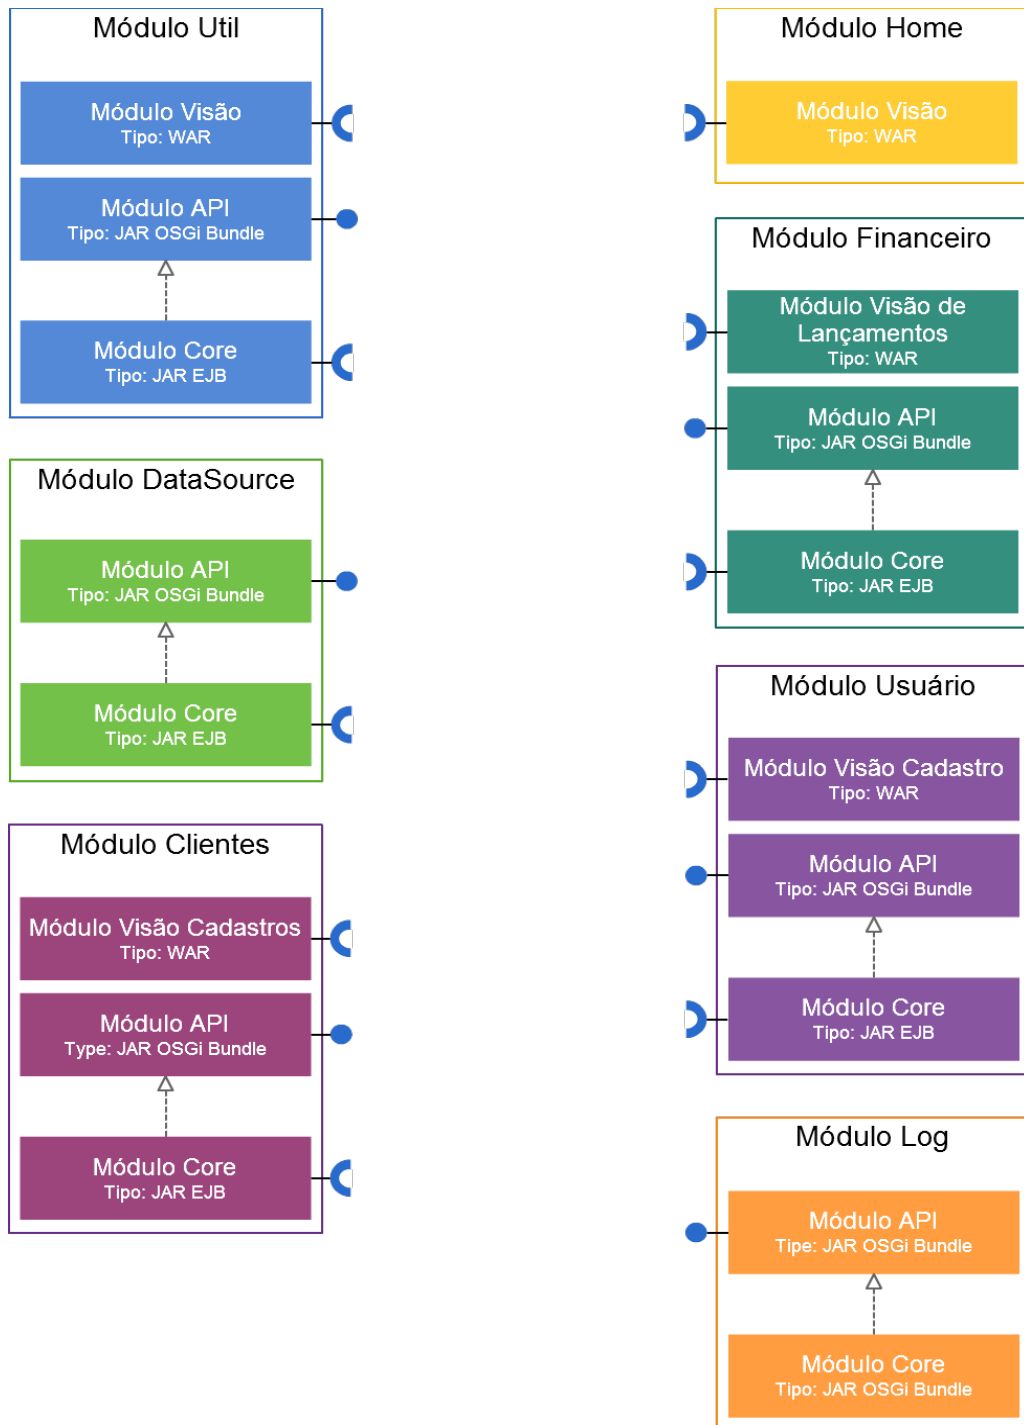 Módulo Util
Módulo Visão
Tipo: WAR
Módulo API
Tipo: JAR OSGi Bundle
Módulo Core
Tipo: JAR EJB
Módulo DataSource
Módulo API
Tipo: JAR OSGi Bundle
Módulo Core
Tipo: JAR EJB
Módulo Clientes
Módulo Visão Cadastros
Tipo: WAR
Módulo API
Type: JAR OSGi Bundle
Módulo Core
Tipo: JAR EJB
Módulo Home
Módulo Visão
Tipo: WAR
Módulo Financeiro
Módulo Visão de
Lançamentos
Tipo: WAR
Módulo API
Tipo: JAR OSGi Bundle
Módulo Core
Tipo: JAR EJB
Módulo Usuário
Módulo Visão Cadastro
Tipo: WAR
Módulo API
Tipo: JAR OSGi Bundle
Módulo Core
Tipo: JAR EJB
Módulo Log
Módulo API
Tipe: JAR OSGi Bundle
Módulo Core
Tipo: JAR OSGi Bundle